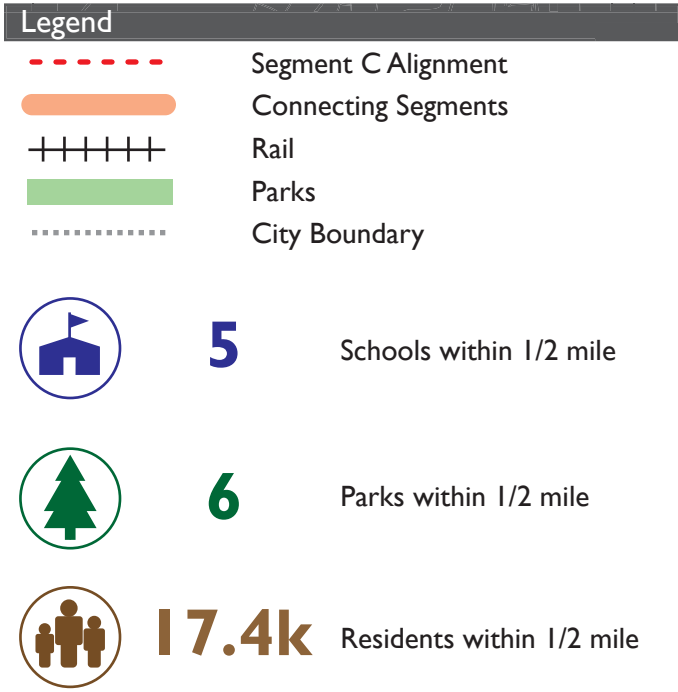 Legend
Segment C Alignment
Connecting Segments
Rail
Parks
City Boundary
5 Schools within 1/2 mile
6 Parks within 1/2 mile
17.4k Residents within 1/2 mile